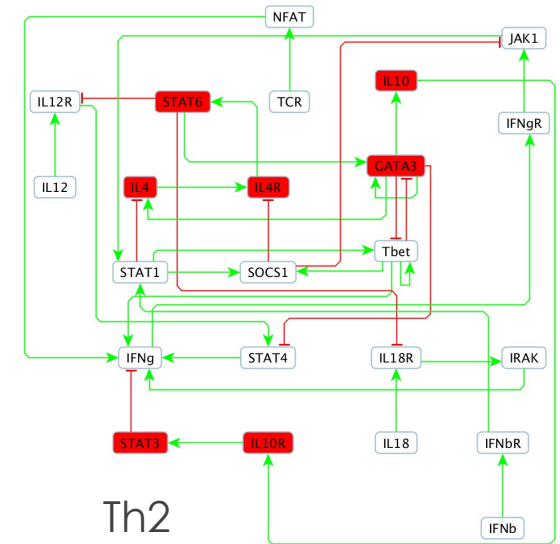 NFAT
JAK1
IL10
IL12R
STAT6
TCR
IFNgR
GATA3
IL12
IL4
IL4R
Tbet
STAT1
SOCS1
IFNg
STAT4
IL18R
IRAK
STAT3
IL10R
IL18
IFNbR
Th2
IFNb